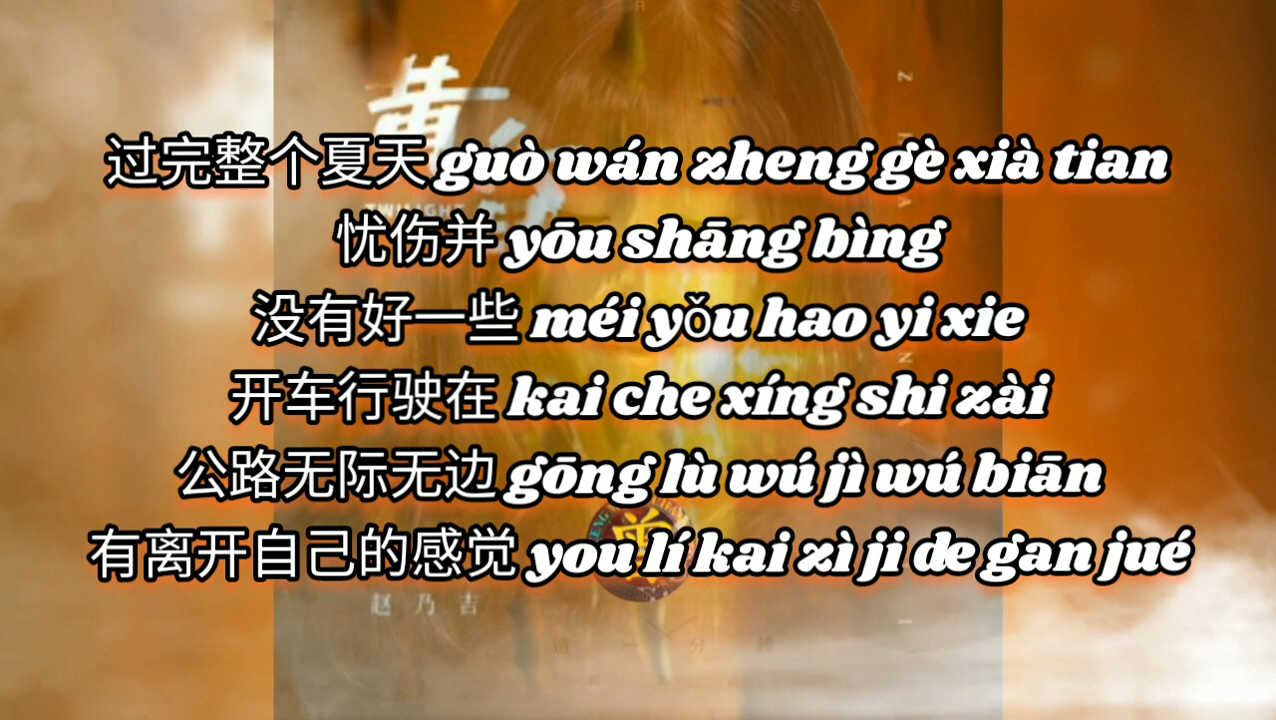 黄
TWILIGHT
过完整个夏天 guò wán zheng gè xià tian
忧伤并 yōu shāng bìng
没有好一些 méi yǒu hao yi xie
开车行驶在 kai che xíng shi zài
公路无际无边 gōng lù wú jì wú biān
有离开自己的感觉 you lí kai zì ji de gan jué
赵乃吉